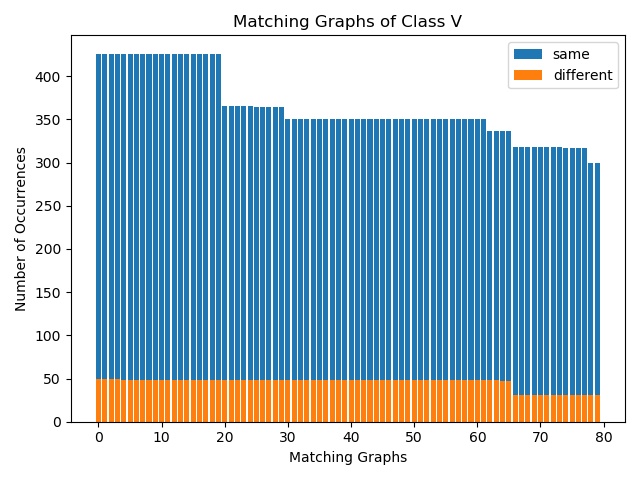 Matching Graphs of Class V
same
different
Number of Occurrences
400
350
300
250
200
150
100
50
0
0 10 20 30 40 50 60 70 80
Matching Graphs